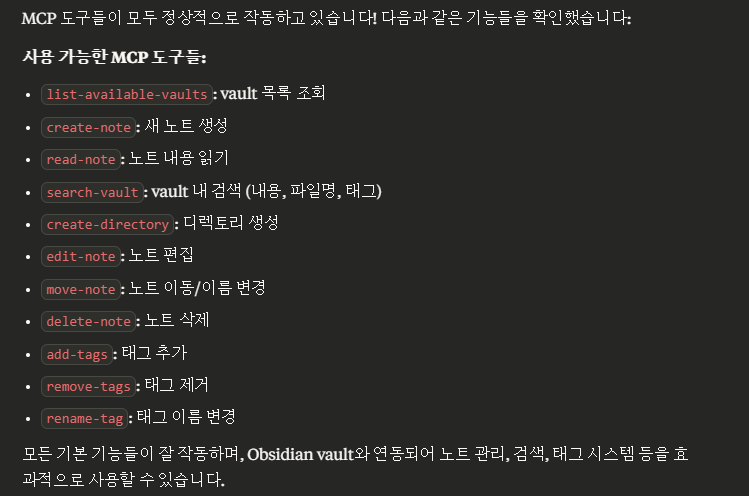 MCP 도구들이 모두 정상적으로 작동하고 있습니다! 다음과 같은 기능들을 확인했습니다:
사용 가능한 MCP 도구들:
• list-available-vaults: vault 목록 조회
• create-note: 새 노트 생성
• read-note: 노트 내용 읽기
• search-vault: vault 내 검색 (내용, 파일명, 태그)
• create-directory: 디렉토리 생성
• edit-note: 노트 편집
• move-note: 노트 이동/이름 변경
• delete-note: 노트 삭제
• add-tags: 태그 추가
• remove-tags: 태그 제거
• rename-tag: 태그 이름 변경
모든 기본 기능들이 잘 작동하며, Obsidian vault와 연동되어 노트 관리, 검색, 태그 시스템 등을 효
과적으로 사용할 수 있습니다.